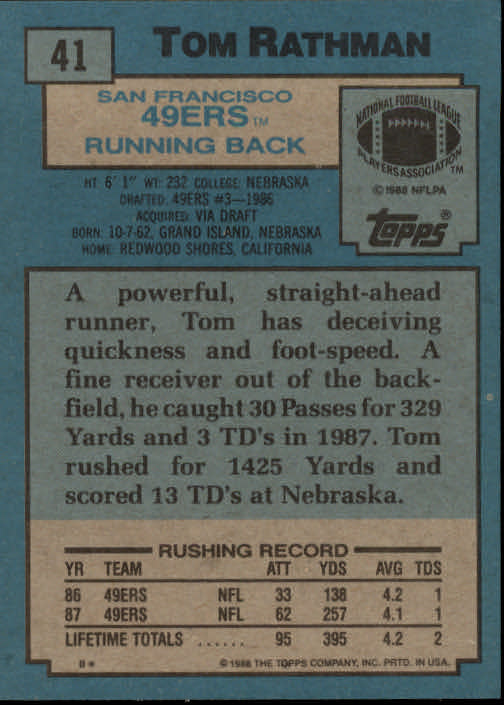 41
TOM RATHMAN
SAN FRANCISCO
49ERS TM
RUNNING BACK
NATIONAL FOOTBALL LEAGUE
PLAYERS ASSOCIATION TM
© 1988 NFLPA
Topps®
HT: 6' 1" WT: 232 COLLEGE: NEBRASKA
DRAFTED: 49ERS #3—1986
ACQUIRED: VIA DRAFT
BORN: 10-7-62, GRAND ISLAND, NEBRASKA
HOME: REDWOOD SHORES, CALIFORNIA
A powerful, straight-ahead
runner, Tom has deceiving
quickness and foot-speed. A
fine receiver out of the back-
field, he caught 30 Passes for 329
Yards and 3 TD's in 1987. Tom
rushed for 1425 Yards and
scored 13 TD's at Nebraska.
RUSHING RECORD
YR TEAM ATT YDS AVG TDS
86 49ERS NFL 33 138 4.2 1
87 49ERS NFL 62 257 4.1 1
LIFETIME TOTALS ...... 95 395 4.2 2
B* © 1988 THE TOPPS COMPANY, INC. PRTD. IN USA.